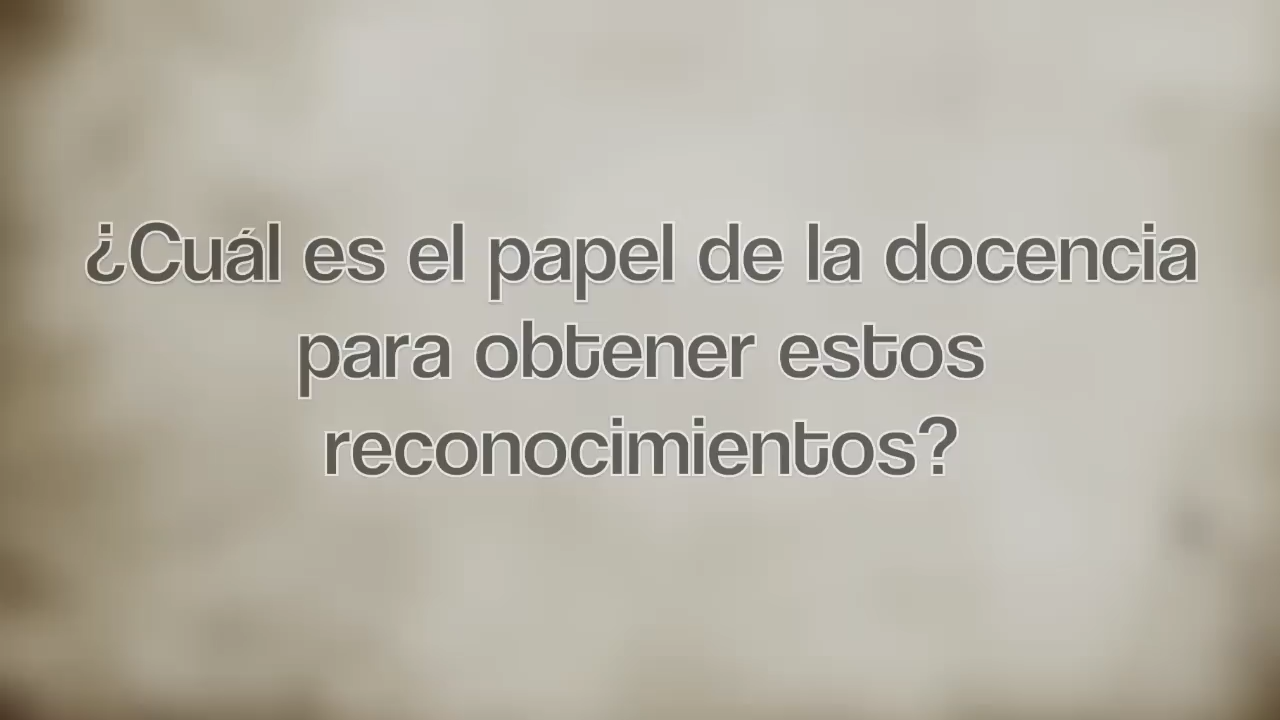 ¿Cuál es el papel de la docencia
para obtener estos
reconocimientos?